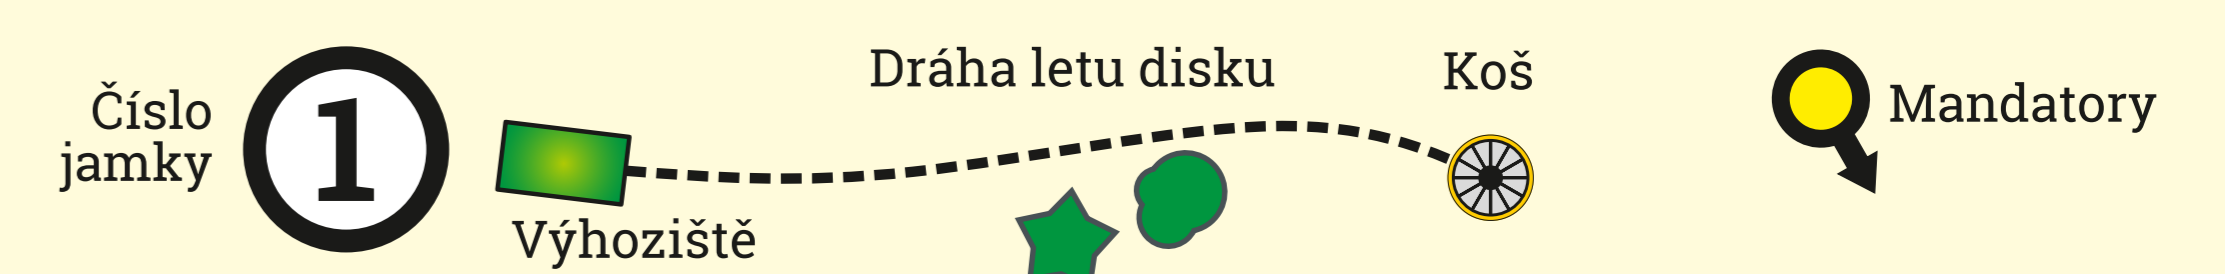 Číslo
jamky
1
Výhoziště
Dráha letu disku
Koš
Mandatory